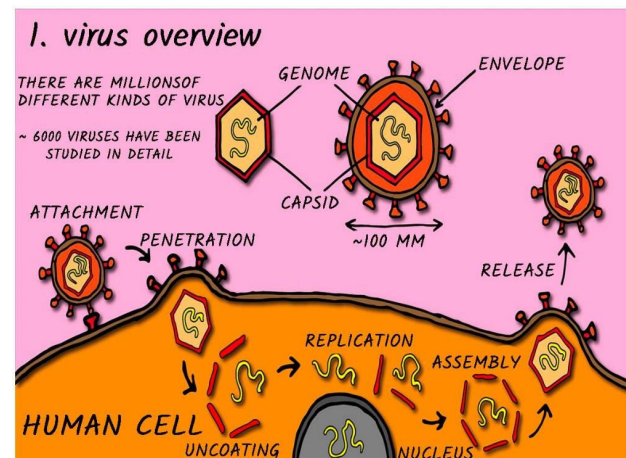 1. virus overview
THERE ARE MILLIONSOF
DIFFERENT KINDS OF VIRUS
~ 6000 VIRUSES HAVE BEEN
STUDIED IN DETAIL
GENOME
ENVELOPE
CAPSID
~100 MM
ATTACHMENT
PENETRATION
RELEASE
REPLICATION
ASSEMBLY
HUMAN CELL
UNCOATING
NUCLEUS